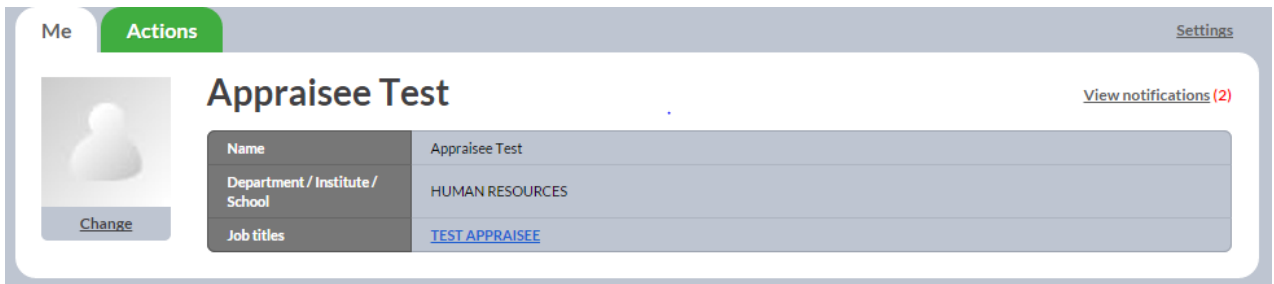 Me Actions Settings
Appraisee Test
View notifications (2)
Name Appraisee Test
Department / Institute /
School
HUMAN RESOURCES
Change
Job titles TEST APPRAISEE